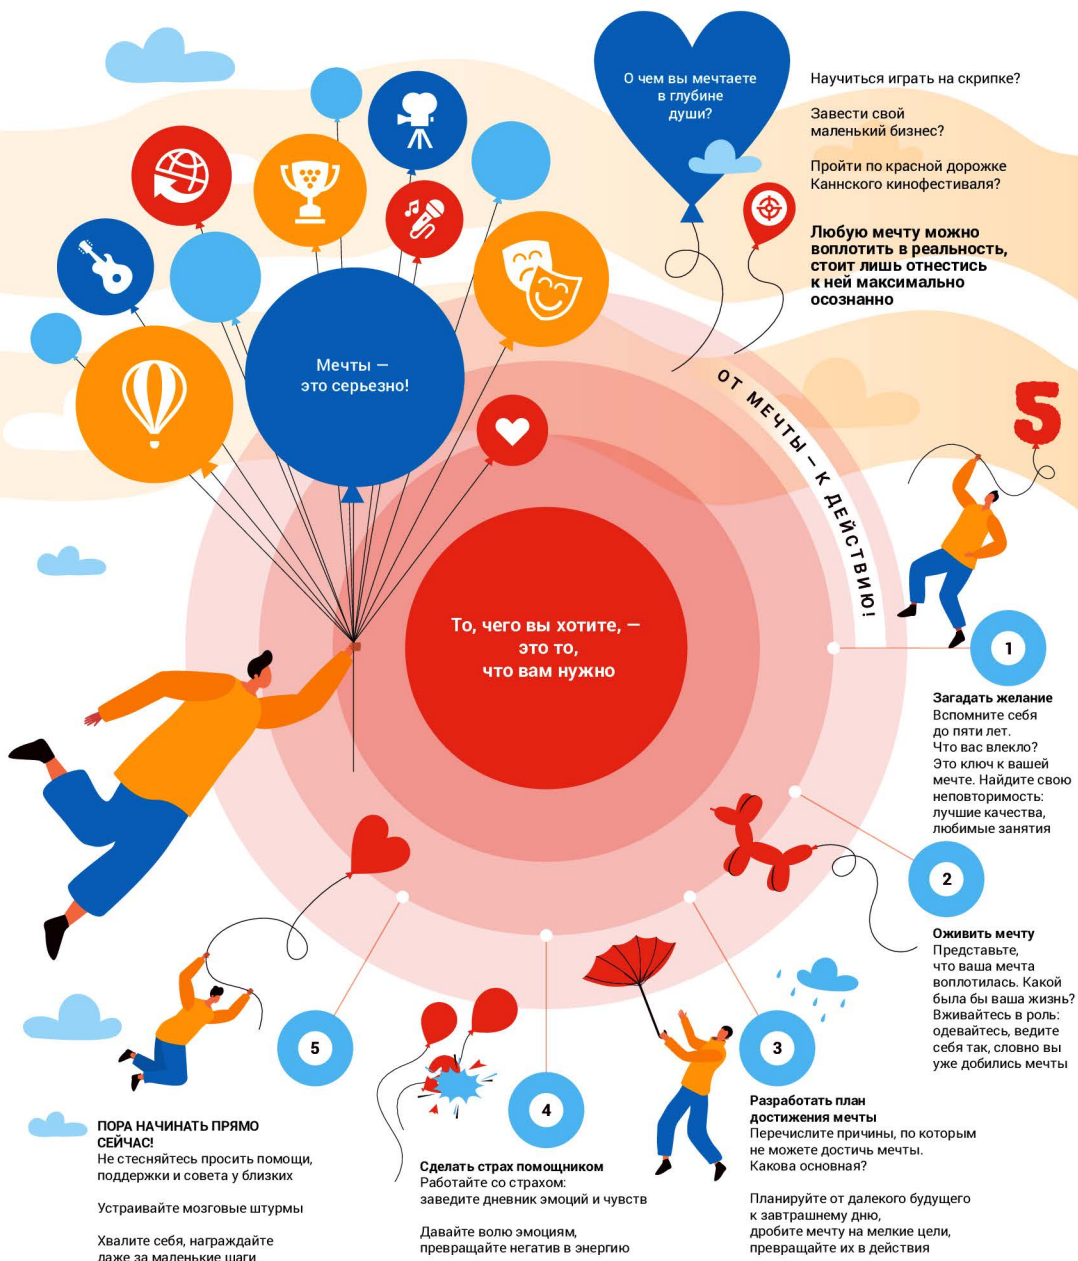 О чем вы мечтаете
в глубине
души?
Научиться играть на скрипке?
Завести свой
маленький бизнес?
Пройти по красной дорожке
Каннского кинофестиваля?
Любую мечту можно
воплотить в реальность,
стоит лишь отнестись
к ней максимально
осознанно
Мечты —
это серьезно!
ОТ МЕЧТЫ – К ДЕЙСТВИЮ!
5
То, чего вы хотите, —
это то,
что вам нужно
1
Загадать желание
Вспомните себя
до пяти лет.
Что вас влекло?
Это ключ к вашей
мечте. Найдите свою
неповторимость:
лучшие качества,
любимые занятия
2
Оживить мечту
Представьте,
что ваша мечта
воплотилась. Какой
была бы ваша жизнь?
Вживайтесь в роль:
одевайтесь, ведите
себя так, словно вы
уже добились мечты
3
Разработать план
достижения мечты
Перечислите причины, по которым
не можете достичь мечты.
Какова основная?
Планируйте от далекого будущего
к завтрашнему дню,
дробите мечту на мелкие цели,
превращайте их в действия
4
Сделать страх помощником
Работайте со страхом:
заведите дневник эмоций и чувств
Давайте волю эмоциям,
превращайте негатив в энергию
5
ПОРА НАЧИНАТЬ ПРЯМО
СЕЙЧАС!
Не стесняйтесь просить помощи,
поддержки и совета у близких
Устраивайте мозговые штурмы
Хвалите себя, награждайте
даже за маленькие шаги